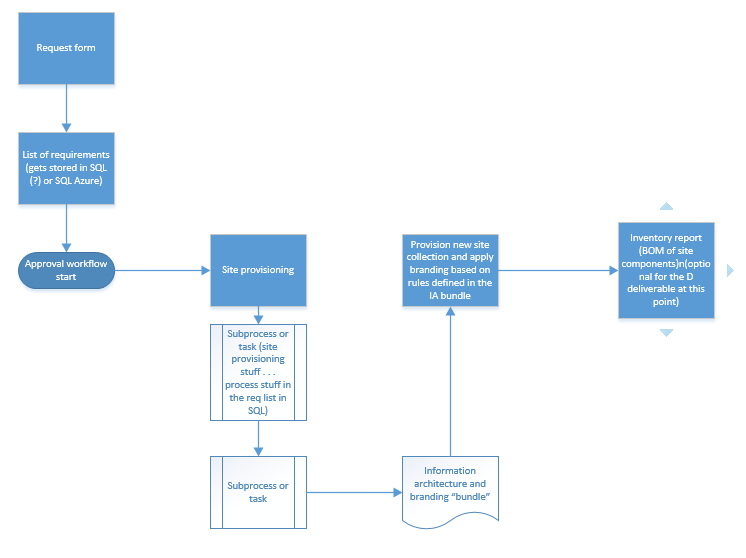 Request form
List of requirements
(gets stored in SQL
(?) or SQL Azure)
Approval workflow
start
Site provisioning
Subprocess or
task (site
provisioning
stuff . . .
process stuff in
the req list in
SQL)
Subprocess or
task
Information
architecture and
branding “bundle”
Provision new site
collection and apply
branding based on
rules defined in the
IA bundle
Inventory report
(BOM of site
components)n(optio
nal for the D
deliverable at this
point)